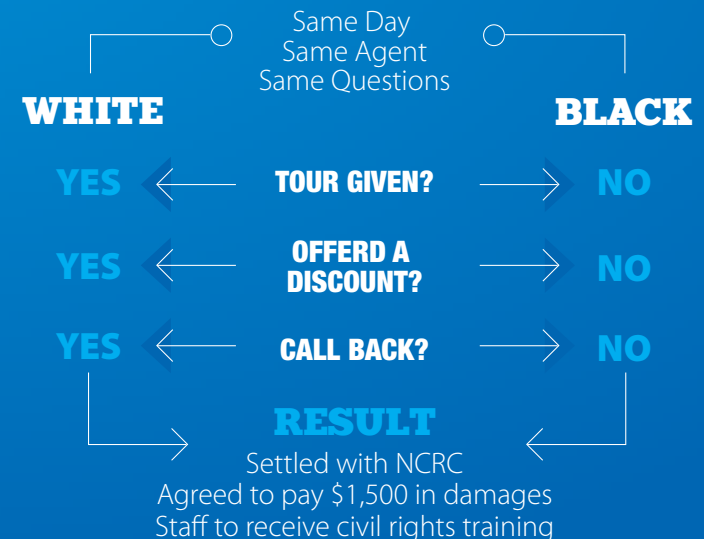 Same Day
Same Agent
Same Questions
WHITE BLACK
YES TOUR GIVEN? NO
YES OFFERD A DISCOUNT? NO
YES CALL BACK? NO
RESULT
Settled with NCRC
Agreed to pay $1,500 in damages
Staff to receive civil rights training